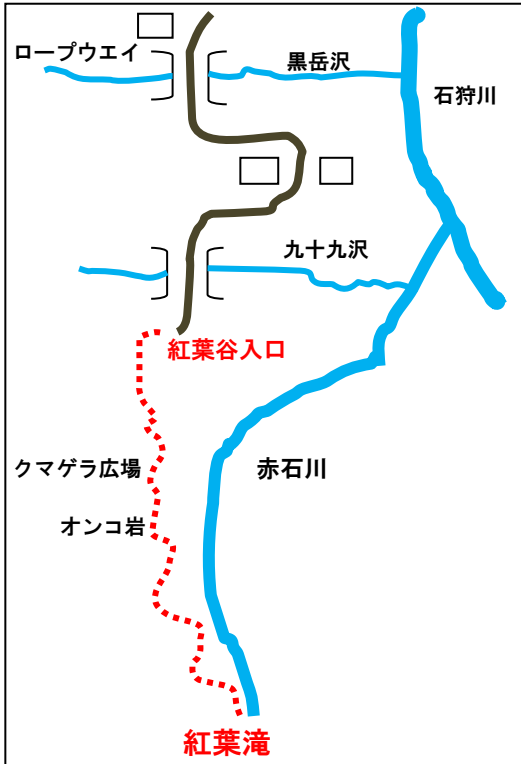 ロープウエイ
黒岳沢
石狩川
九十九沢
紅葉谷入口
クマゲラ広場
赤石川
オンコ岩
紅葉滝